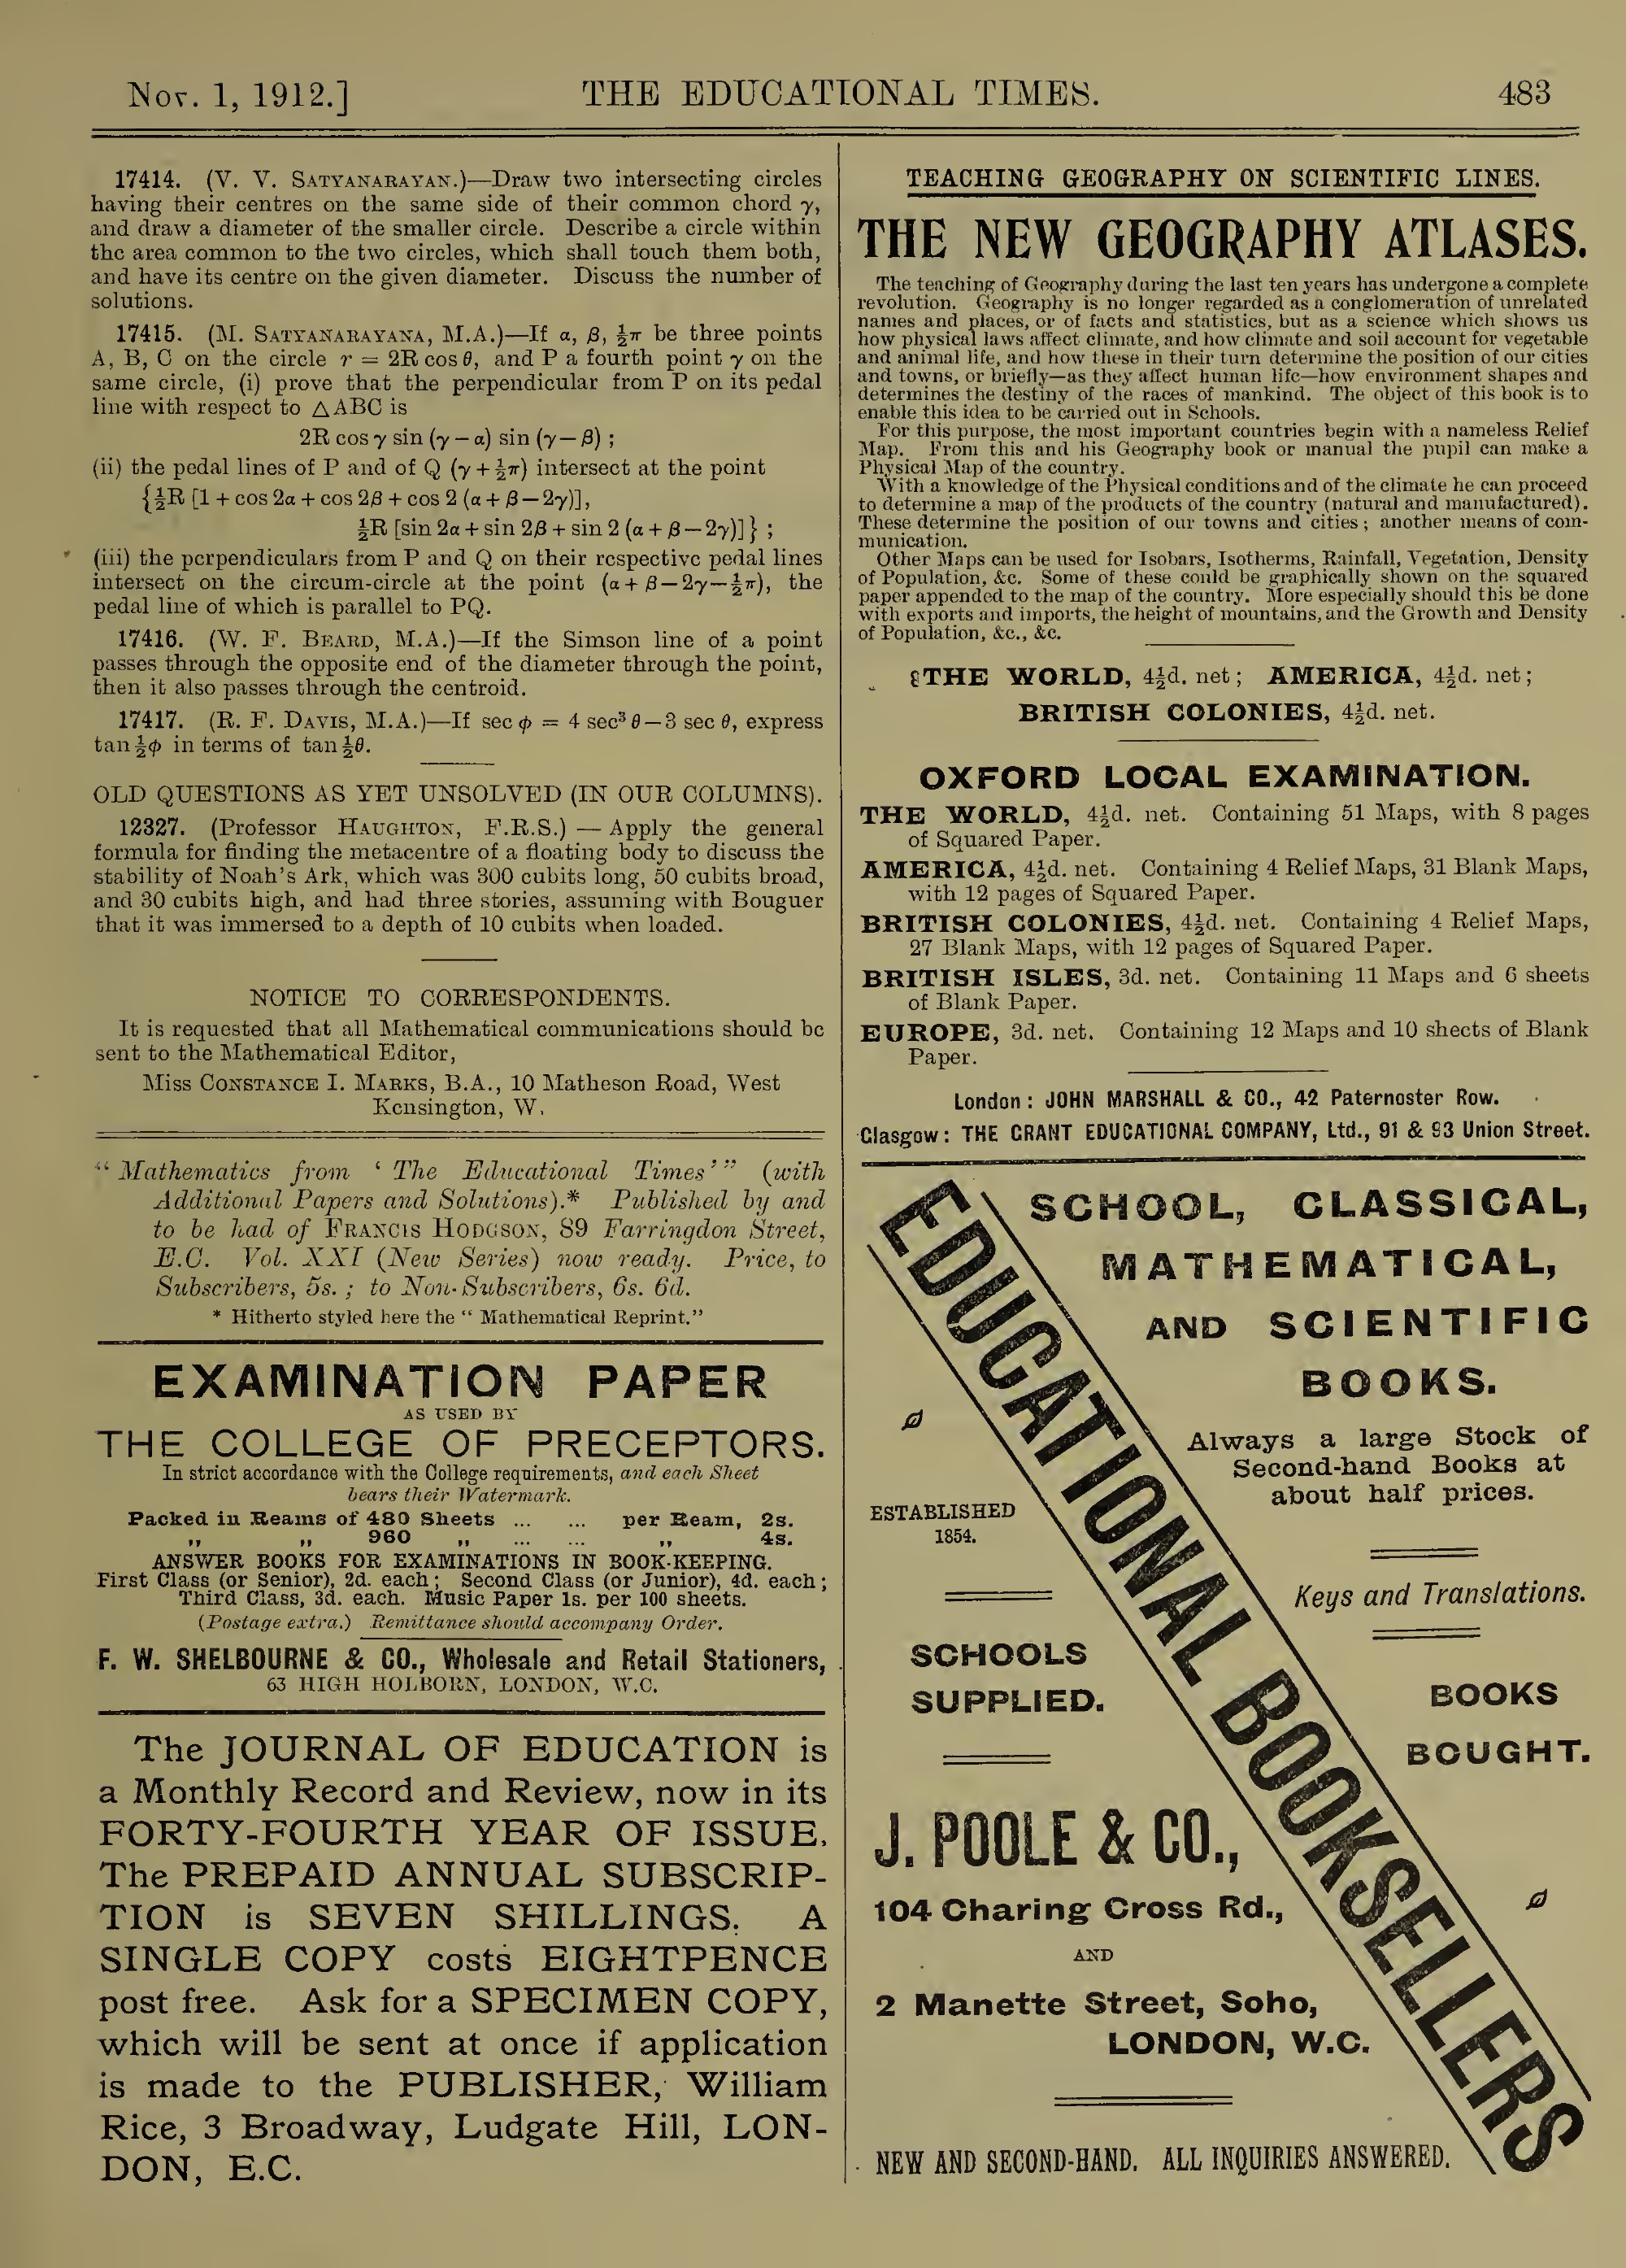 Nov. 1, 1912.] THE EDUCATIONAL TIMES. 483
17414. (V. V. SATYANARAYAN.)—Draw two intersecting circles
having their centres on the same side of their common chord γ,
and draw a diameter of the smaller circle. Describe a circle within
the area common to the two circles, which shall touch them both,
and have its centre on the given diameter. Discuss the number of
solutions.
17415. (M. SATYANARAYANA, M.A.)—If α, β, ½π be three points
A, B, C on the circle r = 2R cos θ, and P a fourth point γ on the
same circle, (i) prove that the perpendicular from P on its pedal
line with respect to △ABC is
2R cos γ sin (γ − α) sin (γ − β) ;
(ii) the pedal lines of P and of Q (γ + ½π) intersect at the point
{½R [1 + cos 2α + cos 2β + cos 2 (α + β − 2γ)],
½R [sin 2α + sin 2β + sin 2 (α + β − 2γ)]} ;
(iii) the perpendiculars from P and Q on their respective pedal lines
intersect on the circum-circle at the point (α + β − 2γ − ½π), the
pedal line of which is parallel to PQ.
17416. (W. F. BEARD, M.A.)—If the Simson line of a point
passes through the opposite end of the diameter through the point,
then it also passes through the centroid.
17417. (R. F. DAVIS, M.A.)—If sec φ = 4 sec³ θ − 3 sec θ, express
tan ½φ in terms of tan ½θ.
OLD QUESTIONS AS YET UNSOLVED (IN OUR COLUMNS).
12327. (Professor HAUGHTON, F.R.S.) — Apply the general
formula for finding the metacentre of a floating body to discuss the
stability of Noah's Ark, which was 300 cubits long, 50 cubits broad,
and 30 cubits high, and had three stories, assuming with Bouguer
that it was immersed to a depth of 10 cubits when loaded.
NOTICE TO CORRESPONDENTS.
It is requested that all Mathematical communications should be
sent to the Mathematical Editor,
Miss CONSTANCE I. MARKS, B.A., 10 Matheson Road, West
Kensington, W.
"Mathematics from 'The Educational Times'" (with
Additional Papers and Solutions).* Published by and
to be had of FRANCIS HODGSON, 89 Farringdon Street,
E.C. Vol. XXI (New Series) now ready. Price, to
Subscribers, 5s. ; to Non-Subscribers, 6s. 6d.
* Hitherto styled here the "Mathematical Reprint."
EXAMINATION PAPER
AS USED BY
THE COLLEGE OF PRECEPTORS.
In strict accordance with the College requirements, and each Sheet
bears their Watermark.
Packed in Reams of 480 Sheets ... ... per Ream, 2s.
„ „ 960 „ ... ... „ 4s.
ANSWER BOOKS FOR EXAMINATIONS IN BOOK-KEEPING.
First Class (or Senior), 2d. each; Second Class (or Junior), 4d. each;
Third Class, 3d. each. Music Paper 1s. per 100 sheets.
(Postage extra.) Remittance should accompany Order.
F. W. SHELBOURNE & CO., Wholesale and Retail Stationers,
63 HIGH HOLBORN, LONDON, W.C.
The JOURNAL OF EDUCATION is
a Monthly Record and Review, now in its
FORTY-FOURTH YEAR OF ISSUE.
The PREPAID ANNUAL SUBSCRIP-
TION is SEVEN SHILLINGS. A
SINGLE COPY costs EIGHTPENCE
post free. Ask for a SPECIMEN COPY,
which will be sent at once if application
is made to the PUBLISHER, William
Rice, 3 Broadway, Ludgate Hill, LON-
DON, E.C.
TEACHING GEOGRAPHY ON SCIENTIFIC LINES.
THE NEW GEOGRAPHY ATLASES.
The teaching of Geography during the last ten years has undergone a complete
revolution. Geography is no longer regarded as a conglomeration of unrelated
names and places, or of facts and statistics, but as a science which shows us
how physical laws affect climate, and how climate and soil account for vegetable
and animal life, and how these in their turn determine the position of our cities
and towns, or briefly—as they affect human life—how environment shapes and
determines the destiny of the races of mankind. The object of this book is to
enable this idea to be carried out in Schools.
For this purpose, the most important countries begin with a nameless Relief
Map. From this and his Geography book or manual the pupil can make a
Physical Map of the country.
With a knowledge of the Physical conditions and of the climate he can proceed
to determine a map of the products of the country (natural and manufactured).
These determine the position of our towns and cities; another means of com-
munication.
Other Maps can be used for Isobars, Isotherms, Rainfall, Vegetation, Density
of Population, &c. Some of these could be graphically shown on the squared
paper appended to the map of the country. More especially should this be done
with exports and imports, the height of mountains, and the Growth and Density
of Population, &c., &c.
THE WORLD, 4½d. net; AMERICA, 4½d. net;
BRITISH COLONIES, 4½d. net.
OXFORD LOCAL EXAMINATION.
THE WORLD, 4½d. net. Containing 51 Maps, with 8 pages
of Squared Paper.
AMERICA, 4½d. net. Containing 4 Relief Maps, 31 Blank Maps,
with 12 pages of Squared Paper.
BRITISH COLONIES, 4½d. net. Containing 4 Relief Maps,
27 Blank Maps, with 12 pages of Squared Paper.
BRITISH ISLES, 3d. net. Containing 11 Maps and 6 sheets
of Blank Paper.
EUROPE, 3d. net. Containing 12 Maps and 10 sheets of Blank
Paper.
London: JOHN MARSHALL & CO., 42 Paternoster Row.
Glasgow: THE GRANT EDUCATIONAL COMPANY, Ltd., 91 & 93 Union Street.
EDUCATIONAL BOOKSELLERS
SCHOOL, CLASSICAL,
MATHEMATICAL,
AND SCIENTIFIC
BOOKS.
Always a large Stock of
Second-hand Books at
about half prices.
ESTABLISHED
1854.
Keys and Translations.
SCHOOLS
SUPPLIED.
BOOKS
BOUGHT.
J. POOLE & CO.,
104 Charing Cross Rd.,
AND
2 Manette Street, Soho,
LONDON, W.C.
NEW AND SECOND-HAND. ALL INQUIRIES ANSWERED.